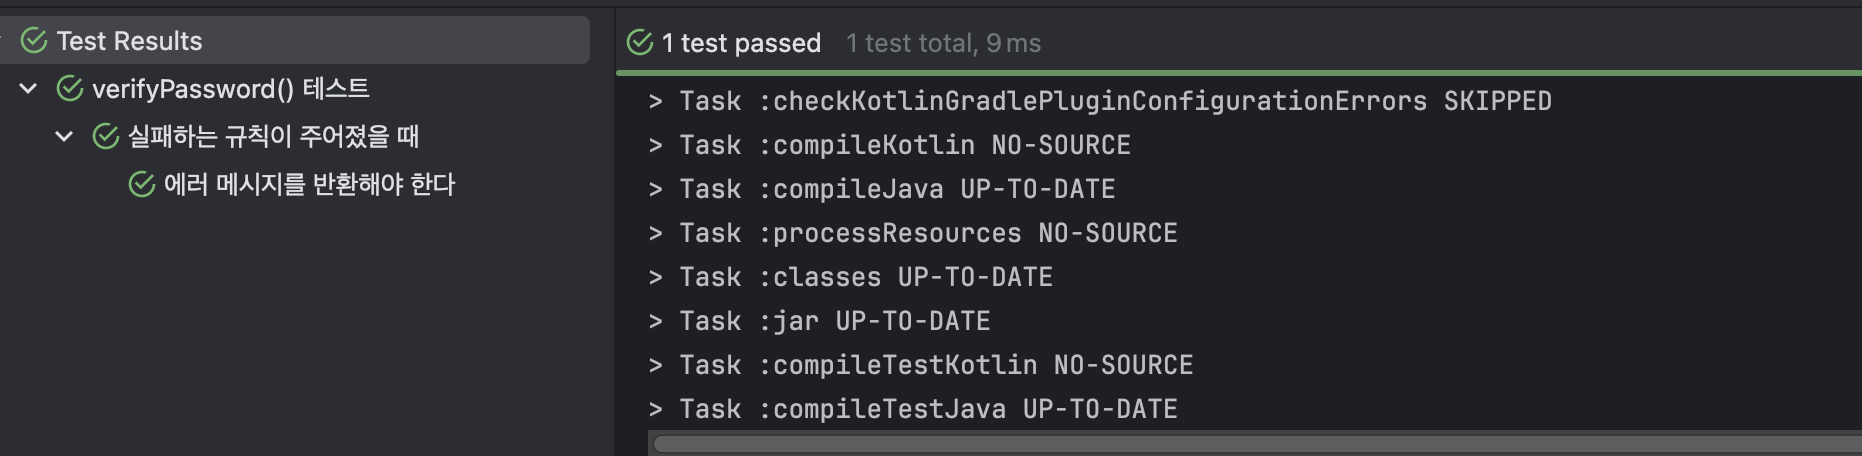 Test Results
verifyPassword() 테스트
실패하는 규칙이 주어졌을 때
에러 메시지를 반환해야 한다
1 test passed 1 test total, 9 ms
> Task :checkKotlinGradlePluginConfigurationErrors SKIPPED
> Task :compileKotlin NO-SOURCE
> Task :compileJava UP-TO-DATE
> Task :processResources NO-SOURCE
> Task :classes UP-TO-DATE
> Task :jar UP-TO-DATE
> Task :compileTestKotlin NO-SOURCE
> Task :compileTestJava UP-TO-DATE